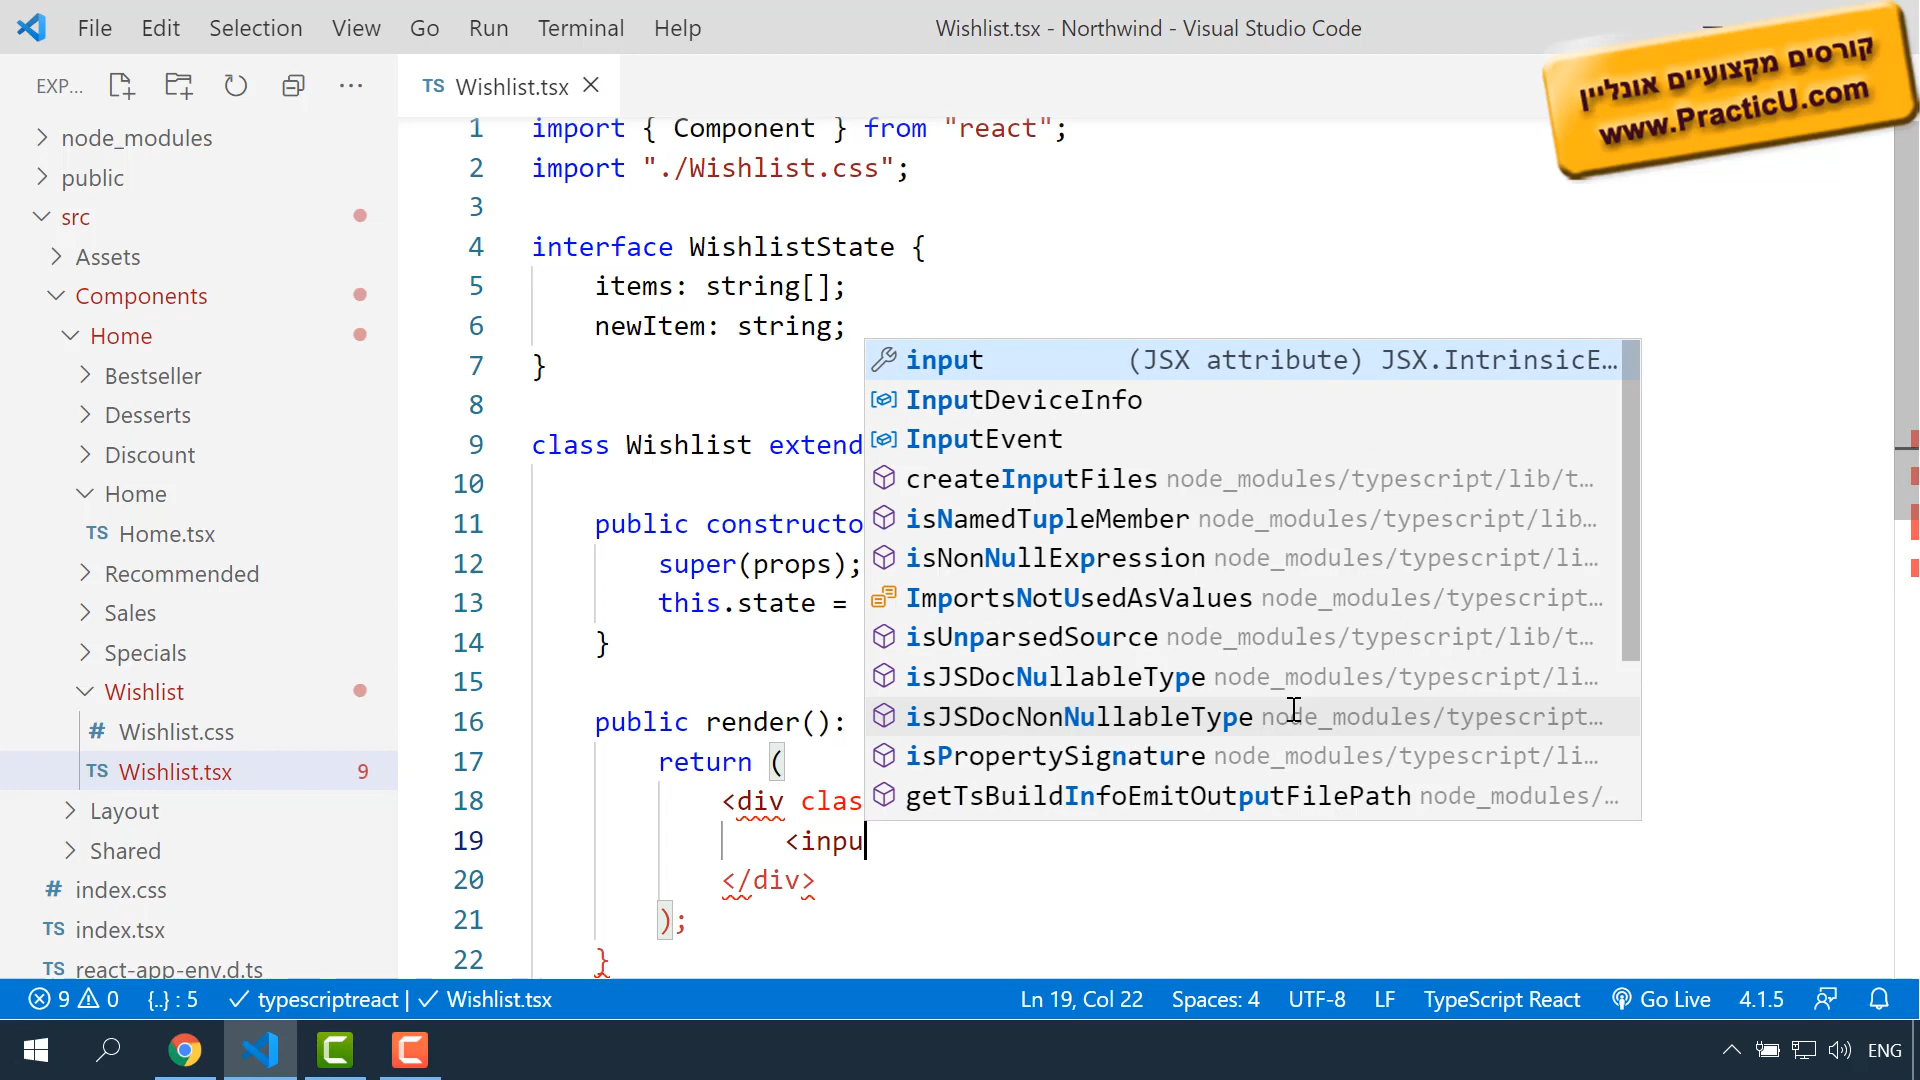 File Edit Selection View Go Run Terminal Help
Wishlist.tsx - Northwind - Visual Studio Code
קורסים מקצועיים אונליין
www.PracticU.com
EXP...
TS Wishlist.tsx
node_modules
public
src
Assets
Components
Home
Bestseller
Desserts
Discount
Home
TS Home.tsx
Recommended
Sales
Specials
Wishlist
# Wishlist.css
TS Wishlist.tsx 9
Layout
Shared
# index.css
TS index.tsx
TS react-app-env.d.ts
1 import { Component } from "react";
2 import "./Wishlist.css";
3
4 interface WishlistState {
5 items: string[];
6 newItem: string;
7 }
8
9 class Wishlist extend
10
11 public constructo
12 super(props);
13 this.state =
14 }
15
16 public render():
17 return (
18 <div clas
19 <inpu
20 </div>
21 );
22 }
input (JSX attribute) JSX.IntrinsicE…
InputDeviceInfo
InputEvent
createInputFiles node_modules/typescript/lib/t…
isNamedTupleMember node_modules/typescript/lib…
isNonNullExpression node_modules/typescript/li…
ImportsNotUsedAsValues node_modules/typescript…
isUnparsedSource node_modules/typescript/lib/t…
isJSDocNullableType node_modules/typescript/li…
isJSDocNonNullableType node_modules/typescript…
isPropertySignature node_modules/typescript/li…
getTsBuildInfoEmitOutputFilePath node_modules/…
9 0 {..} : 5 typescriptreact | Wishlist.tsx
Ln 19, Col 22 Spaces: 4 UTF-8 LF TypeScript React Go Live 4.1.5
ENG